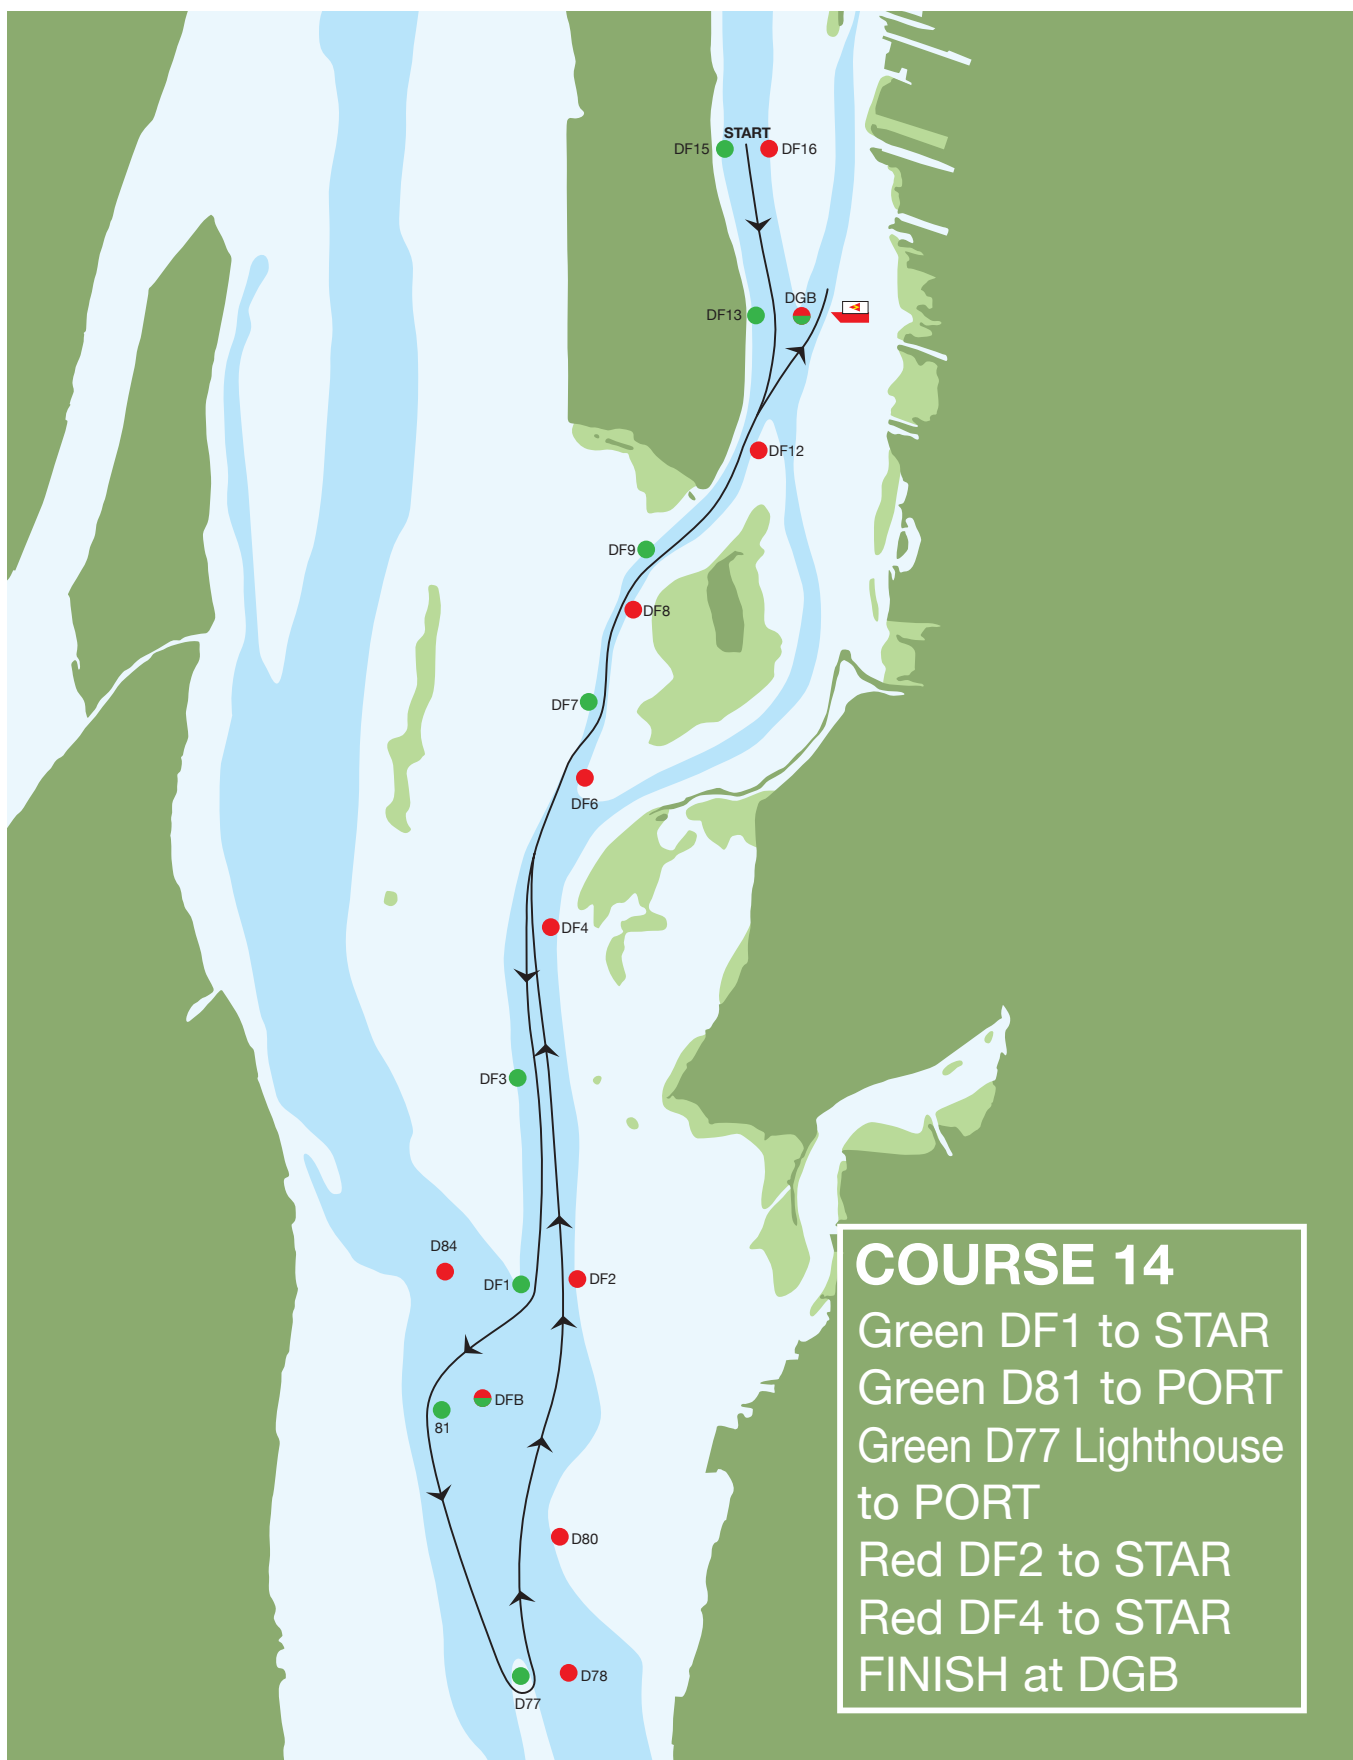 START
DF15
DF16
DGB
DF13
DF12
DF9
DF8
DF7
DF6
DF4
DF3
D84
DF1
DF2
DFB
81
D80
D78
D77
COURSE 14
Green DF1 to STAR
Green D81 to PORT
Green D77 Lighthouse
to PORT
Red DF2 to STAR
Red DF4 to STAR
FINISH at DGB